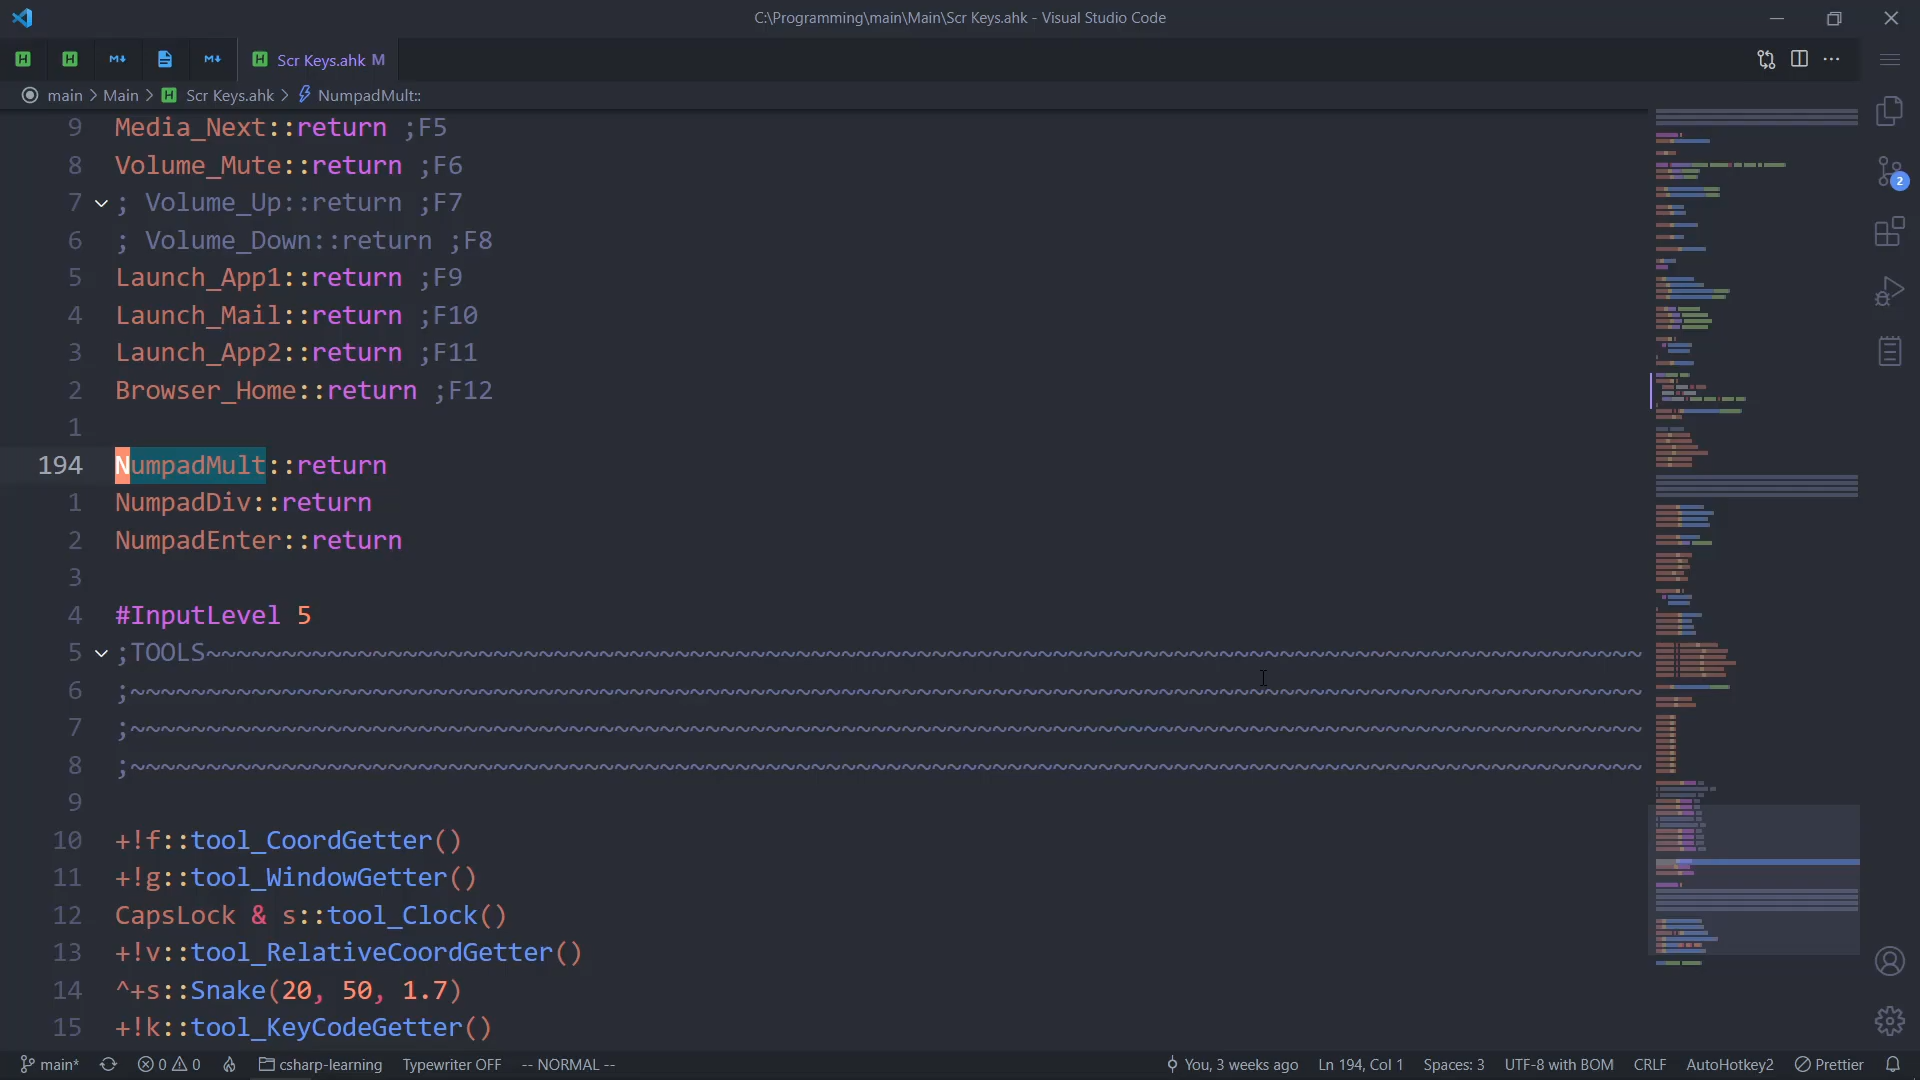 C:\Programming\main\Main\Scr Keys.ahk - Visual Studio Code
Scr Keys.ahk M
main > Main > Scr Keys.ahk > NumpadMult::
9 Media_Next::return ;F5
8 Volume_Mute::return ;F6
7 ; Volume_Up::return ;F7
6 ; Volume_Down::return ;F8
5 Launch_App1::return ;F9
4 Launch_Mail::return ;F10
3 Launch_App2::return ;F11
2 Browser_Home::return ;F12
1
194 NumpadMult::return
1 NumpadDiv::return
2 NumpadEnter::return
3
4 #InputLevel 5
5 ;TOOLS~~~~~~~~~~~~~~~~~~~~~~~~~~~~~~~~~~~~~~~~~~~~~~~~~~~~~~~~~~~~~~~~~~~~~~~~~~~~~~~~~~~~~~~~~~~~~~~
6 ;~~~~~~~~~~~~~~~~~~~~~~~~~~~~~~~~~~~~~~~~~~~~~~~~~~~~~~~~~~~~~~~~~~~~~~~~~~~~~~~~~~~~~~~~~~~~~~~~~~~~
7 ;~~~~~~~~~~~~~~~~~~~~~~~~~~~~~~~~~~~~~~~~~~~~~~~~~~~~~~~~~~~~~~~~~~~~~~~~~~~~~~~~~~~~~~~~~~~~~~~~~~~~
8 ;~~~~~~~~~~~~~~~~~~~~~~~~~~~~~~~~~~~~~~~~~~~~~~~~~~~~~~~~~~~~~~~~~~~~~~~~~~~~~~~~~~~~~~~~~~~~~~~~~~~~
9
10 +!f::tool_CoordGetter()
11 +!g::tool_WindowGetter()
12 CapsLock & s::tool_Clock()
13 +!v::tool_RelativeCoordGetter()
14 ^+s::Snake(20, 50, 1.7)
15 +!k::tool_KeyCodeGetter()
2
main* 0 0 csharp-learning Typewriter OFF -- NORMAL -- You, 3 weeks ago Ln 194, Col 1 Spaces: 3 UTF-8 with BOM CRLF AutoHotkey2 Prettier